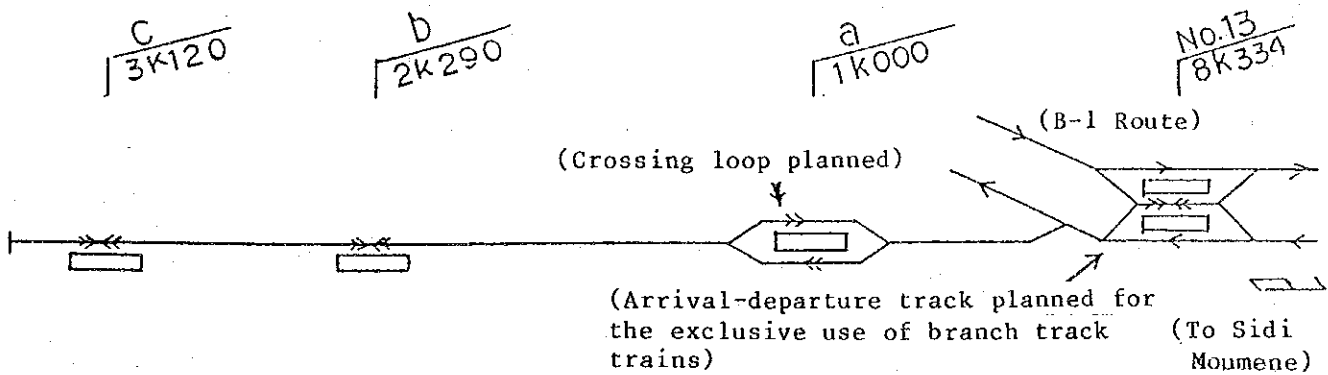 C
3K120
b
2K290
a
1K000
No.13
8K334
(B-1 Route)
(Crossing loop planned)
(Arrival-departure track planned for
the exclusive use of branch track
trains)
(To Sidi
Moumene)